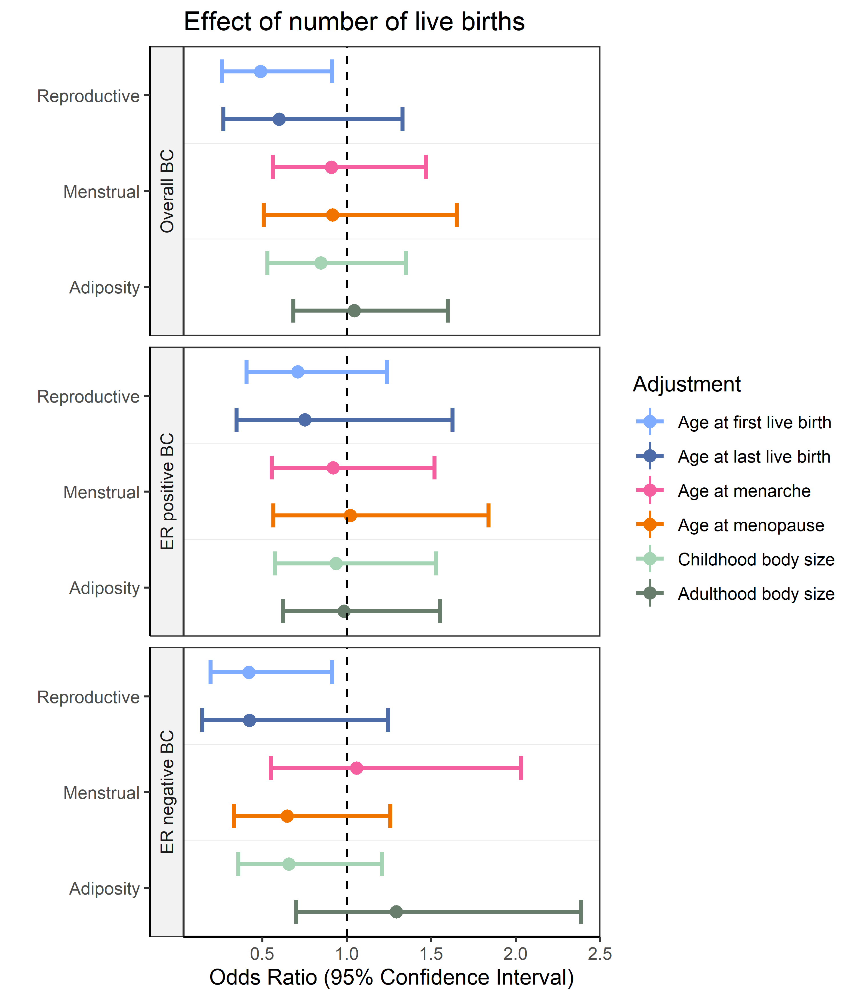 Effect of number of live births
Overall BC
Reproductive
Menstrual
Adiposity
ER positive BC
Reproductive
Menstrual
Adiposity
ER negative BC
Reproductive
Menstrual
Adiposity
0.5 1.0 1.5 2.0 2.5
Odds Ratio (95% Confidence Interval)
Adjustment
Age at first live birth
Age at last live birth
Age at menarche
Age at menopause
Childhood body size
Adulthood body size